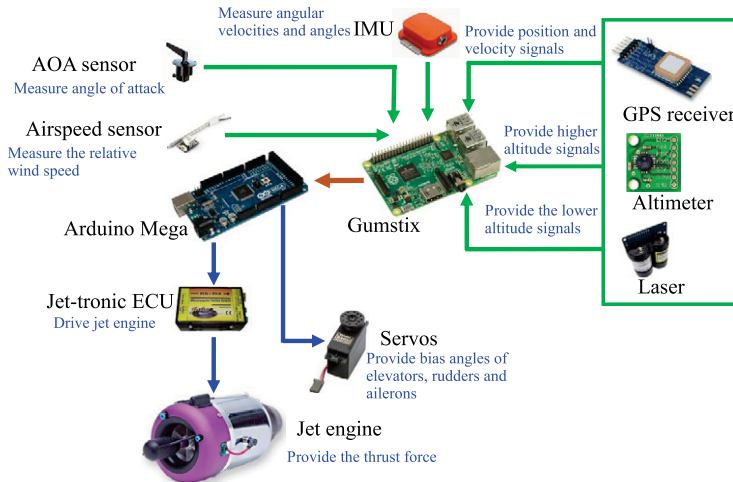 Measure angular
velocities and angles
IMU
Provide position and
velocity signals
AOA sensor
Measure angle of attack
GPS receiver
Airspeed sensor
Measure the relative
wind speed
Provide higher
altitude signals
Altimeter
Arduino Mega
Gumstix
Provide the lower
altitude signals
Laser
Jet-tronic ECU
Drive jet engine
Servos
Provide bias angles of
elevators, rudders and
ailerons
Jet engine
Provide the thrust force